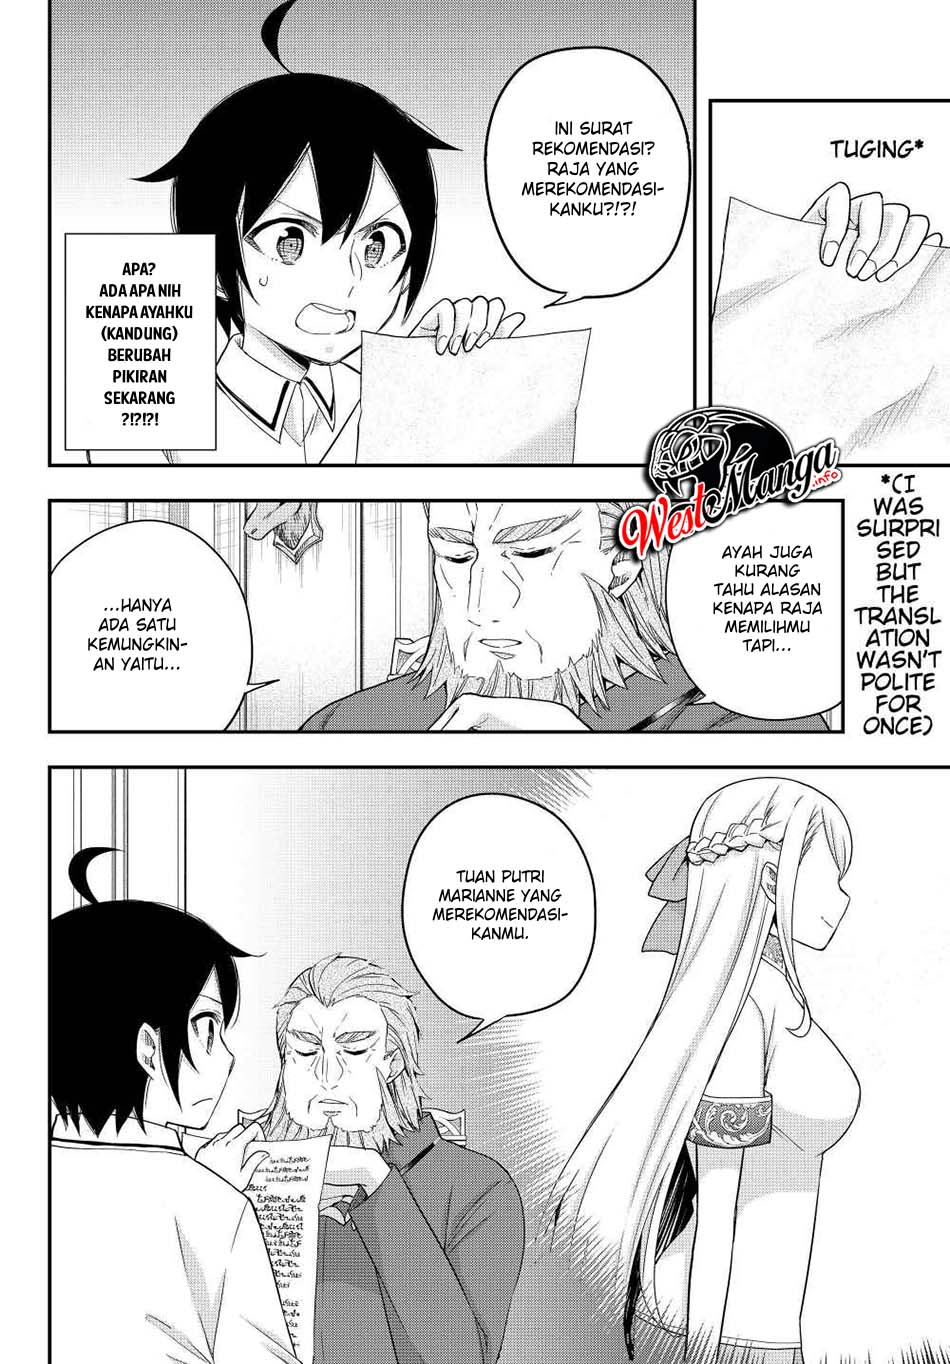 TUGING*
INI SURAT
REKOMENDASI?
RAJA YANG
MEREKOMENDASI-
KANKU?!?!
APA?
ADA APA NIH
KENAPA AYAHKU
(KANDUNG)
BERUBAH
PIKIRAN
SEKARANG
?!?!?!
WestManga
.info
*(I
WAS
SURPRI
SED
BUT
THE
TRANSL
ATION
WASN'T
POLITE
FOR
ONCE)
AYAH JUGA
KURANG
TAHU ALASAN
KENAPA RAJA
MEMILIHMU
TAPI...
...HANYA
ADA SATU
KEMUNGKIN-
AN YAITU...
TUAN PUTRI
MARIANNE YANG
MEREKOMENDASI-
KANMU.